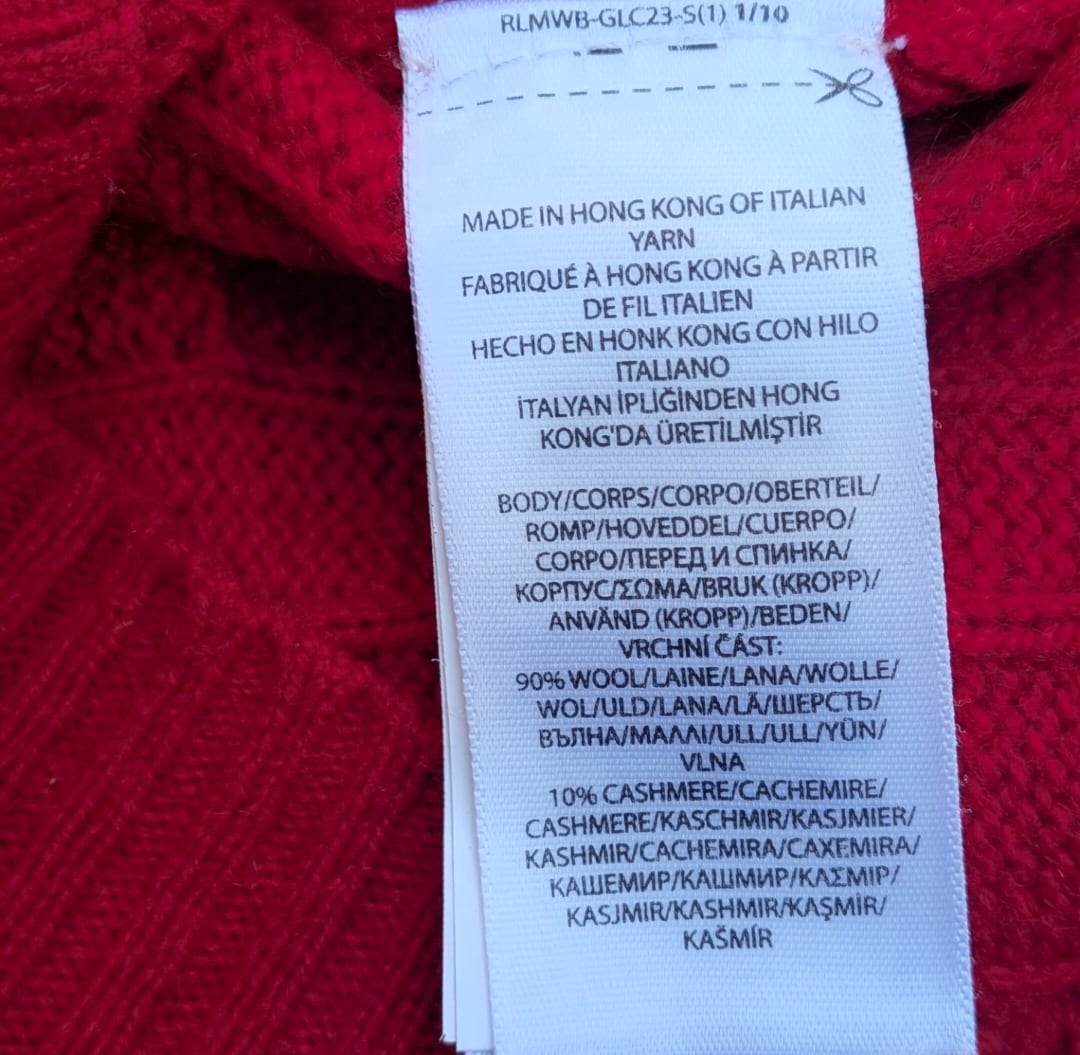 RLMWB-GLC23-S(1) 1/10
MADE IN HONG KONG OF ITALIAN
YARN
FABRIQUÉ À HONG KONG À PARTIR
DE FIL ITALIEN
HECHO EN HONK KONG CON HILO
ITALIANO
İTALYAN İPLİĞİNDEN HONG
KONG'DA ÜRETİLMİŞTİR
BODY/CORPS/CORPO/OBERTEIL/
ROMP/HOVEDDEL/CUERPO/
CORPO/ПЕРЕД И СПИНКА/
КОРПУС/ΣΩΜΑ/BRUK (KROPP)/
ANVÄND (KROPP)/BEDEN/
VRCHNÍ ČÁST:
90% WOOL/LAINE/LANA/WOLLE/
WOL/ULD/LANA/LÃ/ШЕРСТЬ/
ВЪЛНА/ΜΑΛΛΙ/ULL/ULL/YÜN/
VLNA
10% CASHMERE/CACHEMIRE/
CASHMERE/KASCHMIR/KASJMIER/
KASHMIR/CACHEMIRA/CAXEMIRA/
КАШЕМИР/КАШМИР/ΚΑΣΜΙΡ/
KASJMIR/KASHMIR/KAŞMİR/
KAŠMÍR